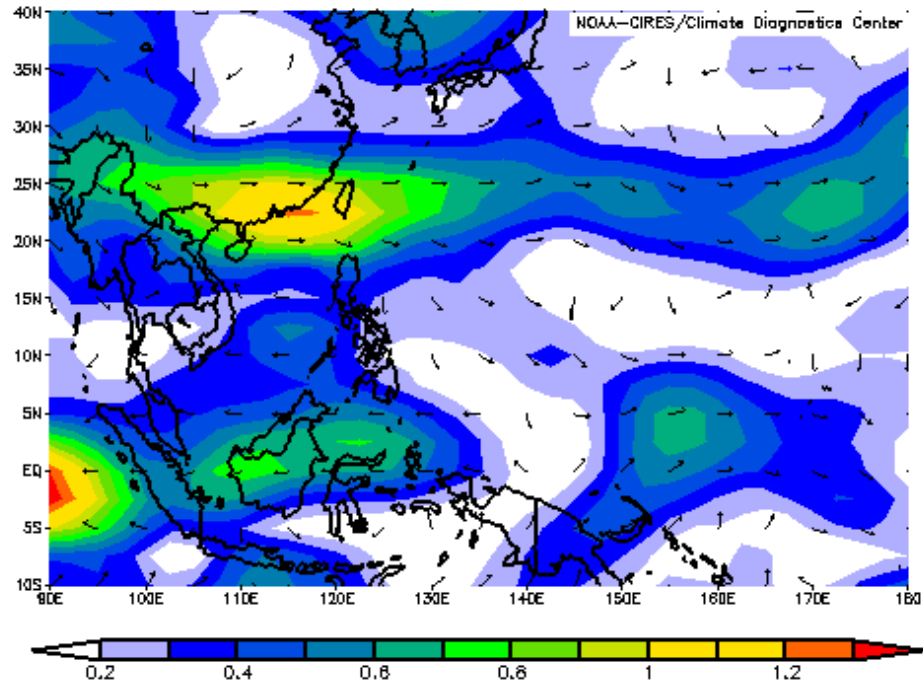 40N
NOAA-CIRES/Climate Diagnostics Center
35N
30N
25N
20N
15N
10N
5N
EQ
5S
10S
90E 100E 110E 120E 130E 140E 150E 160E 170E 180
0.2 0.4 0.6 0.8 1 1.2